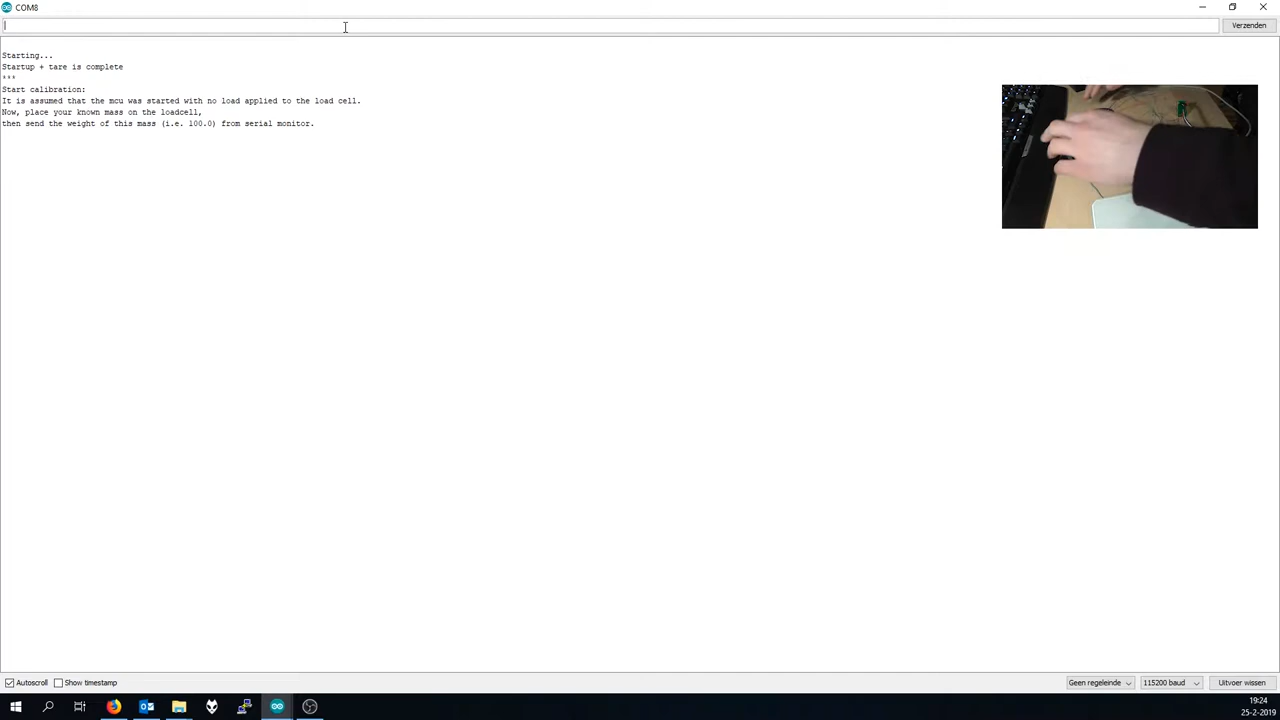 COM8
Verzenden
Starting...
Startup + tare is complete
***
Start calibration:
It is assumed that the mcu was started with no load applied to the load cell.
Now, place your known mass on the loadcell,
then send the weight of this mass (i.e. 100.0) from serial monitor.
Autoscroll
Show timestamp
Geen regeleinde
115200 baud
Uitvoer wissen
19:24
25-2-2019